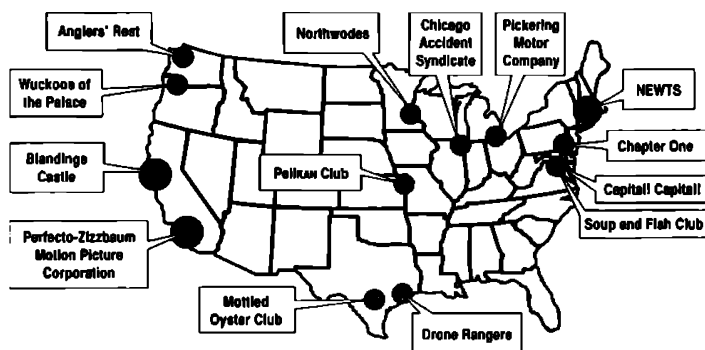 Anglers' Rest
Northwodes
Chicago
Accident
Syndicate
Pickering
Motor
Company
Wuckoos of
the Palace
NEWTS
Blandings
Castle
Pelikan Club
Chapter One
Capital! Capital!
Soup and Fish Club
Perfecto-Zizzbaum
Motion Picture
Corporation
Mottled
Oyster Club
Drone Rangers